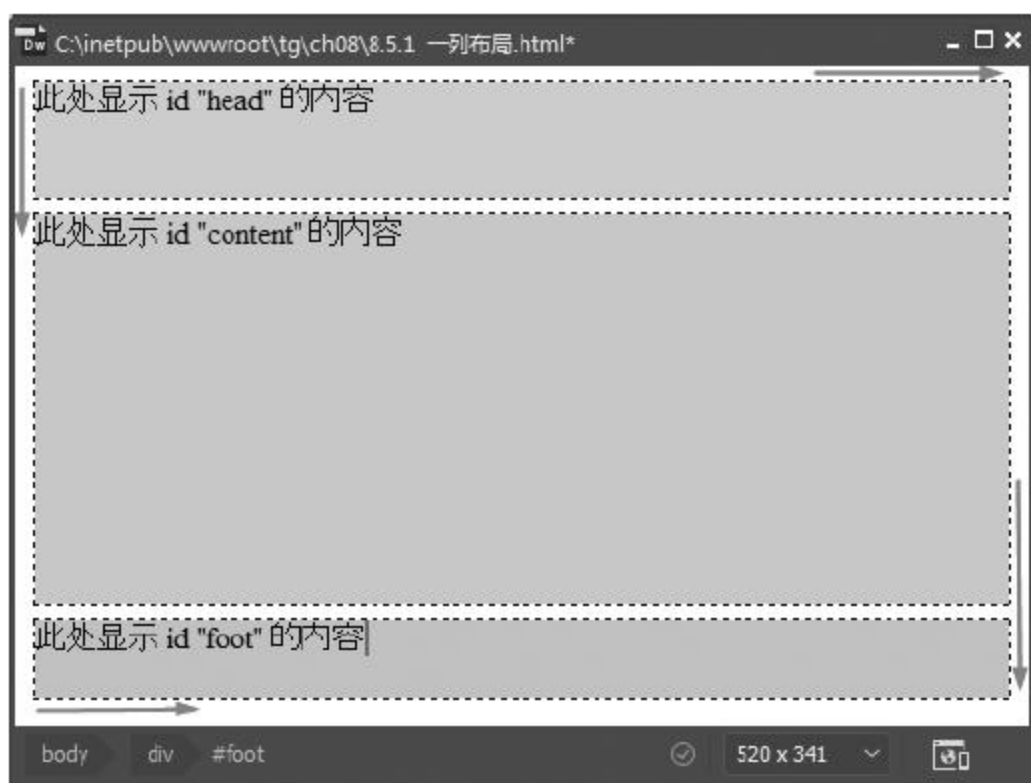 Dw C:\inetpub\wwwroot\tg\ch08\8.5.1 一列布局.html*
此处显示 id "head" 的内容
此处显示 id "content" 的内容
此处显示 id "foot" 的内容
body div #foot 520 x 341